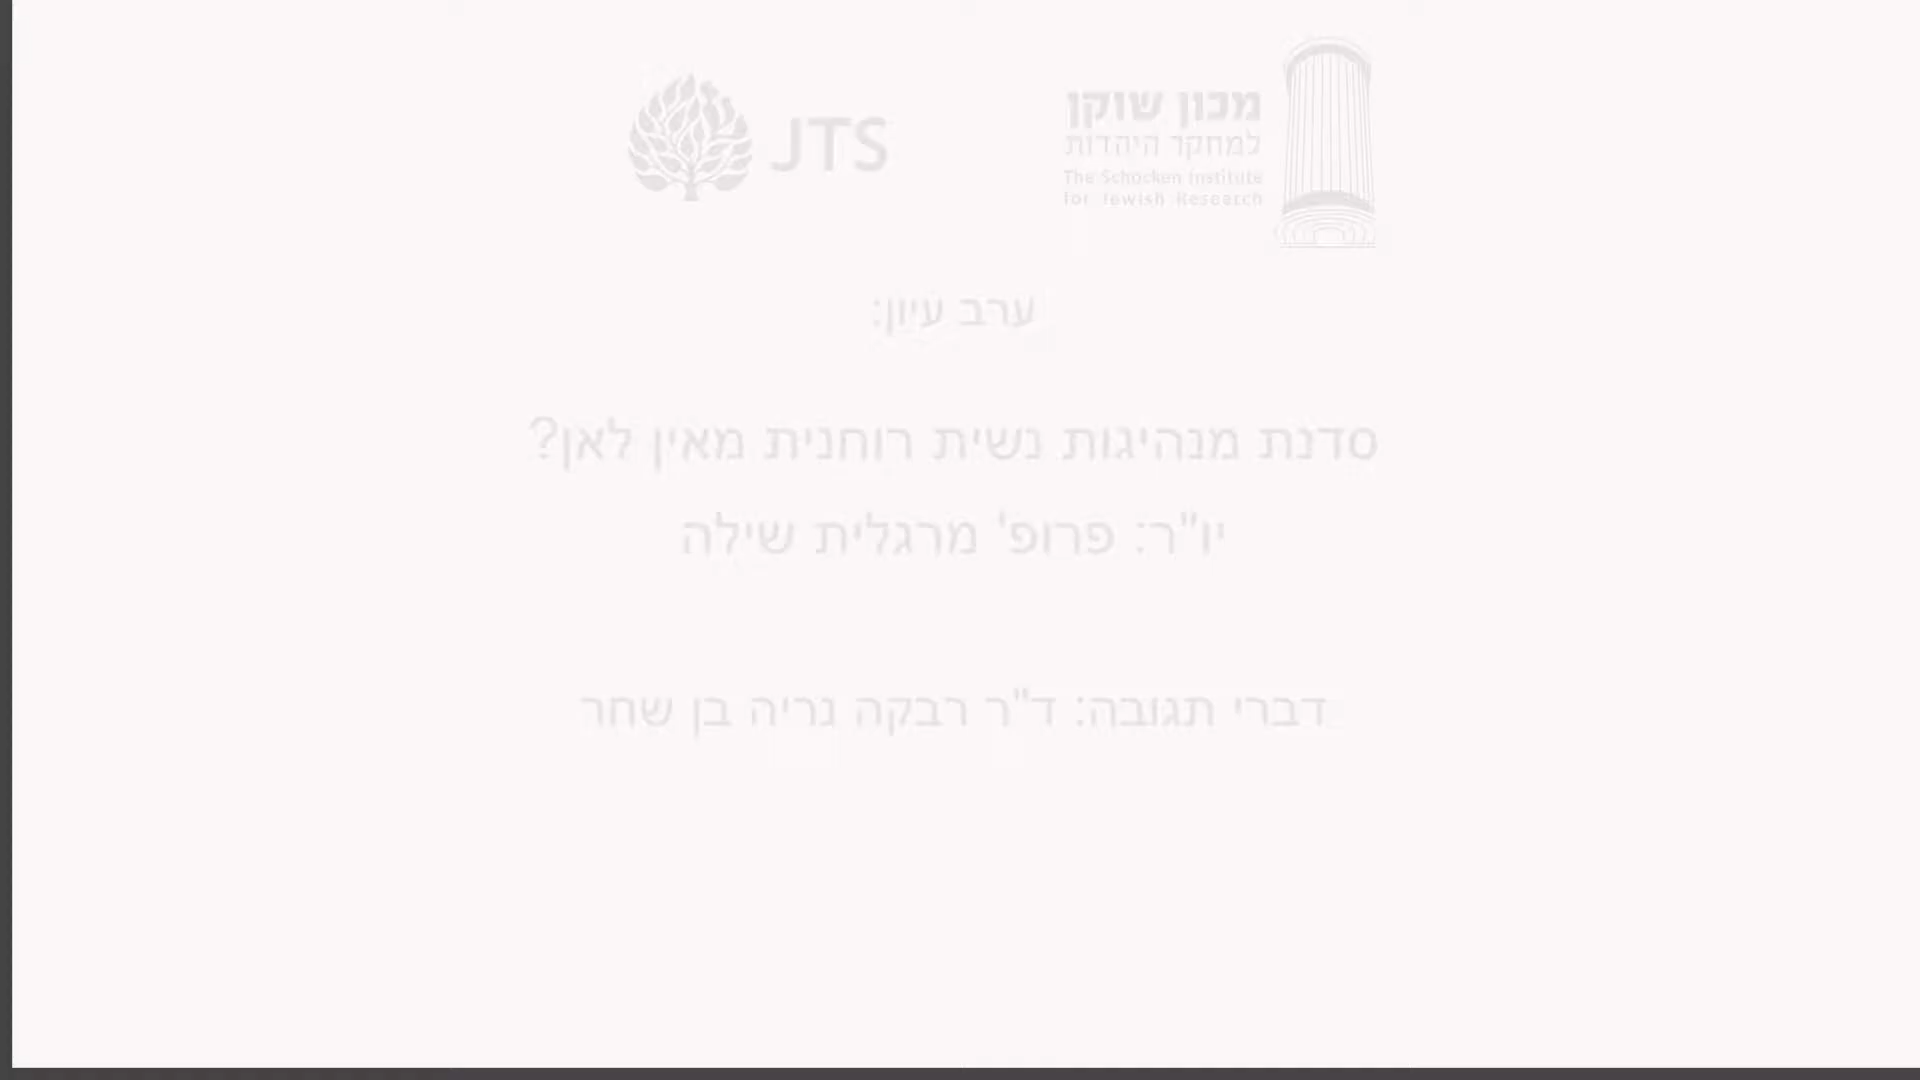 JTS
מכון שוקן
למחקר היהדות
The Schocken Institute
for Jewish Research
ערב עיון:
סדנת מנהיגות נשית רוחנית מאין לאן?
יו"ר: פרופ' מרגלית שילה
דברי תגובה: ד"ר רבקה נריה בן שחר